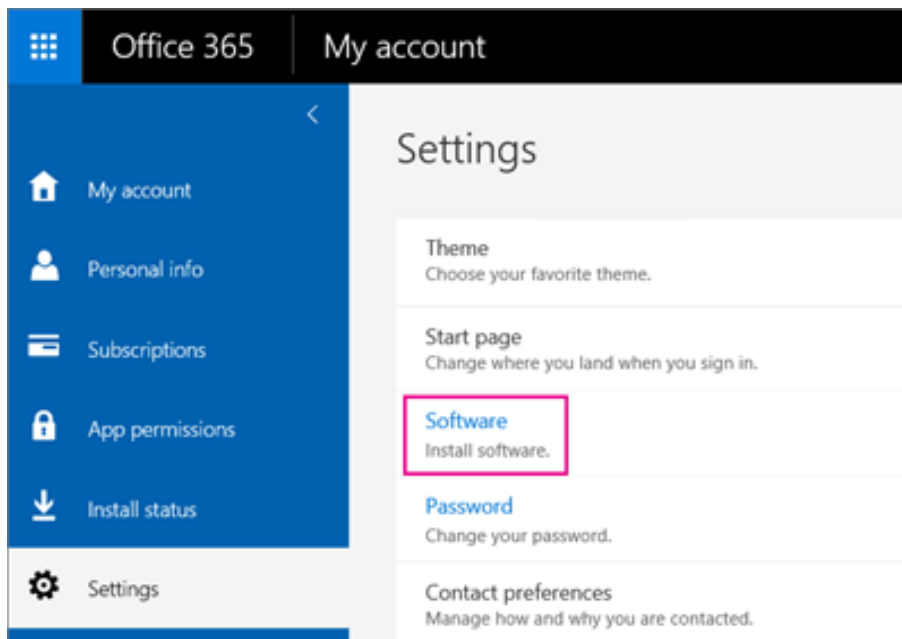 Office 365
My account
My account
Personal info
Subscriptions
App permissions
Install status
Settings
Settings
Theme
Choose your favorite theme.
Start page
Change where you land when you sign in.
Software
Install software.
Password
Change your password.
Contact preferences
Manage how and why you are contacted.